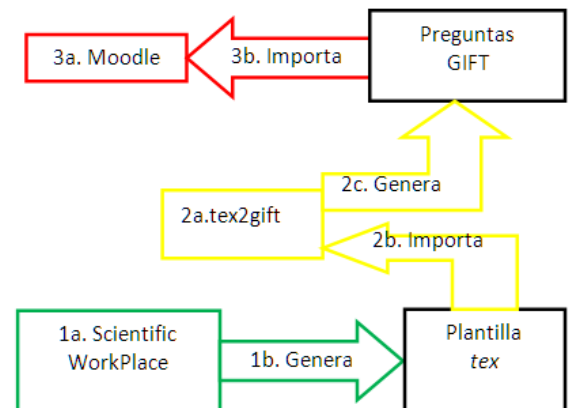 Preguntas
GIFT
3a. Moodle
3b. Importa
2c. Genera
2a.tex2gift
2b. Importa
1a. Scientific
WorkPlace
1b. Genera
Plantilla
tex